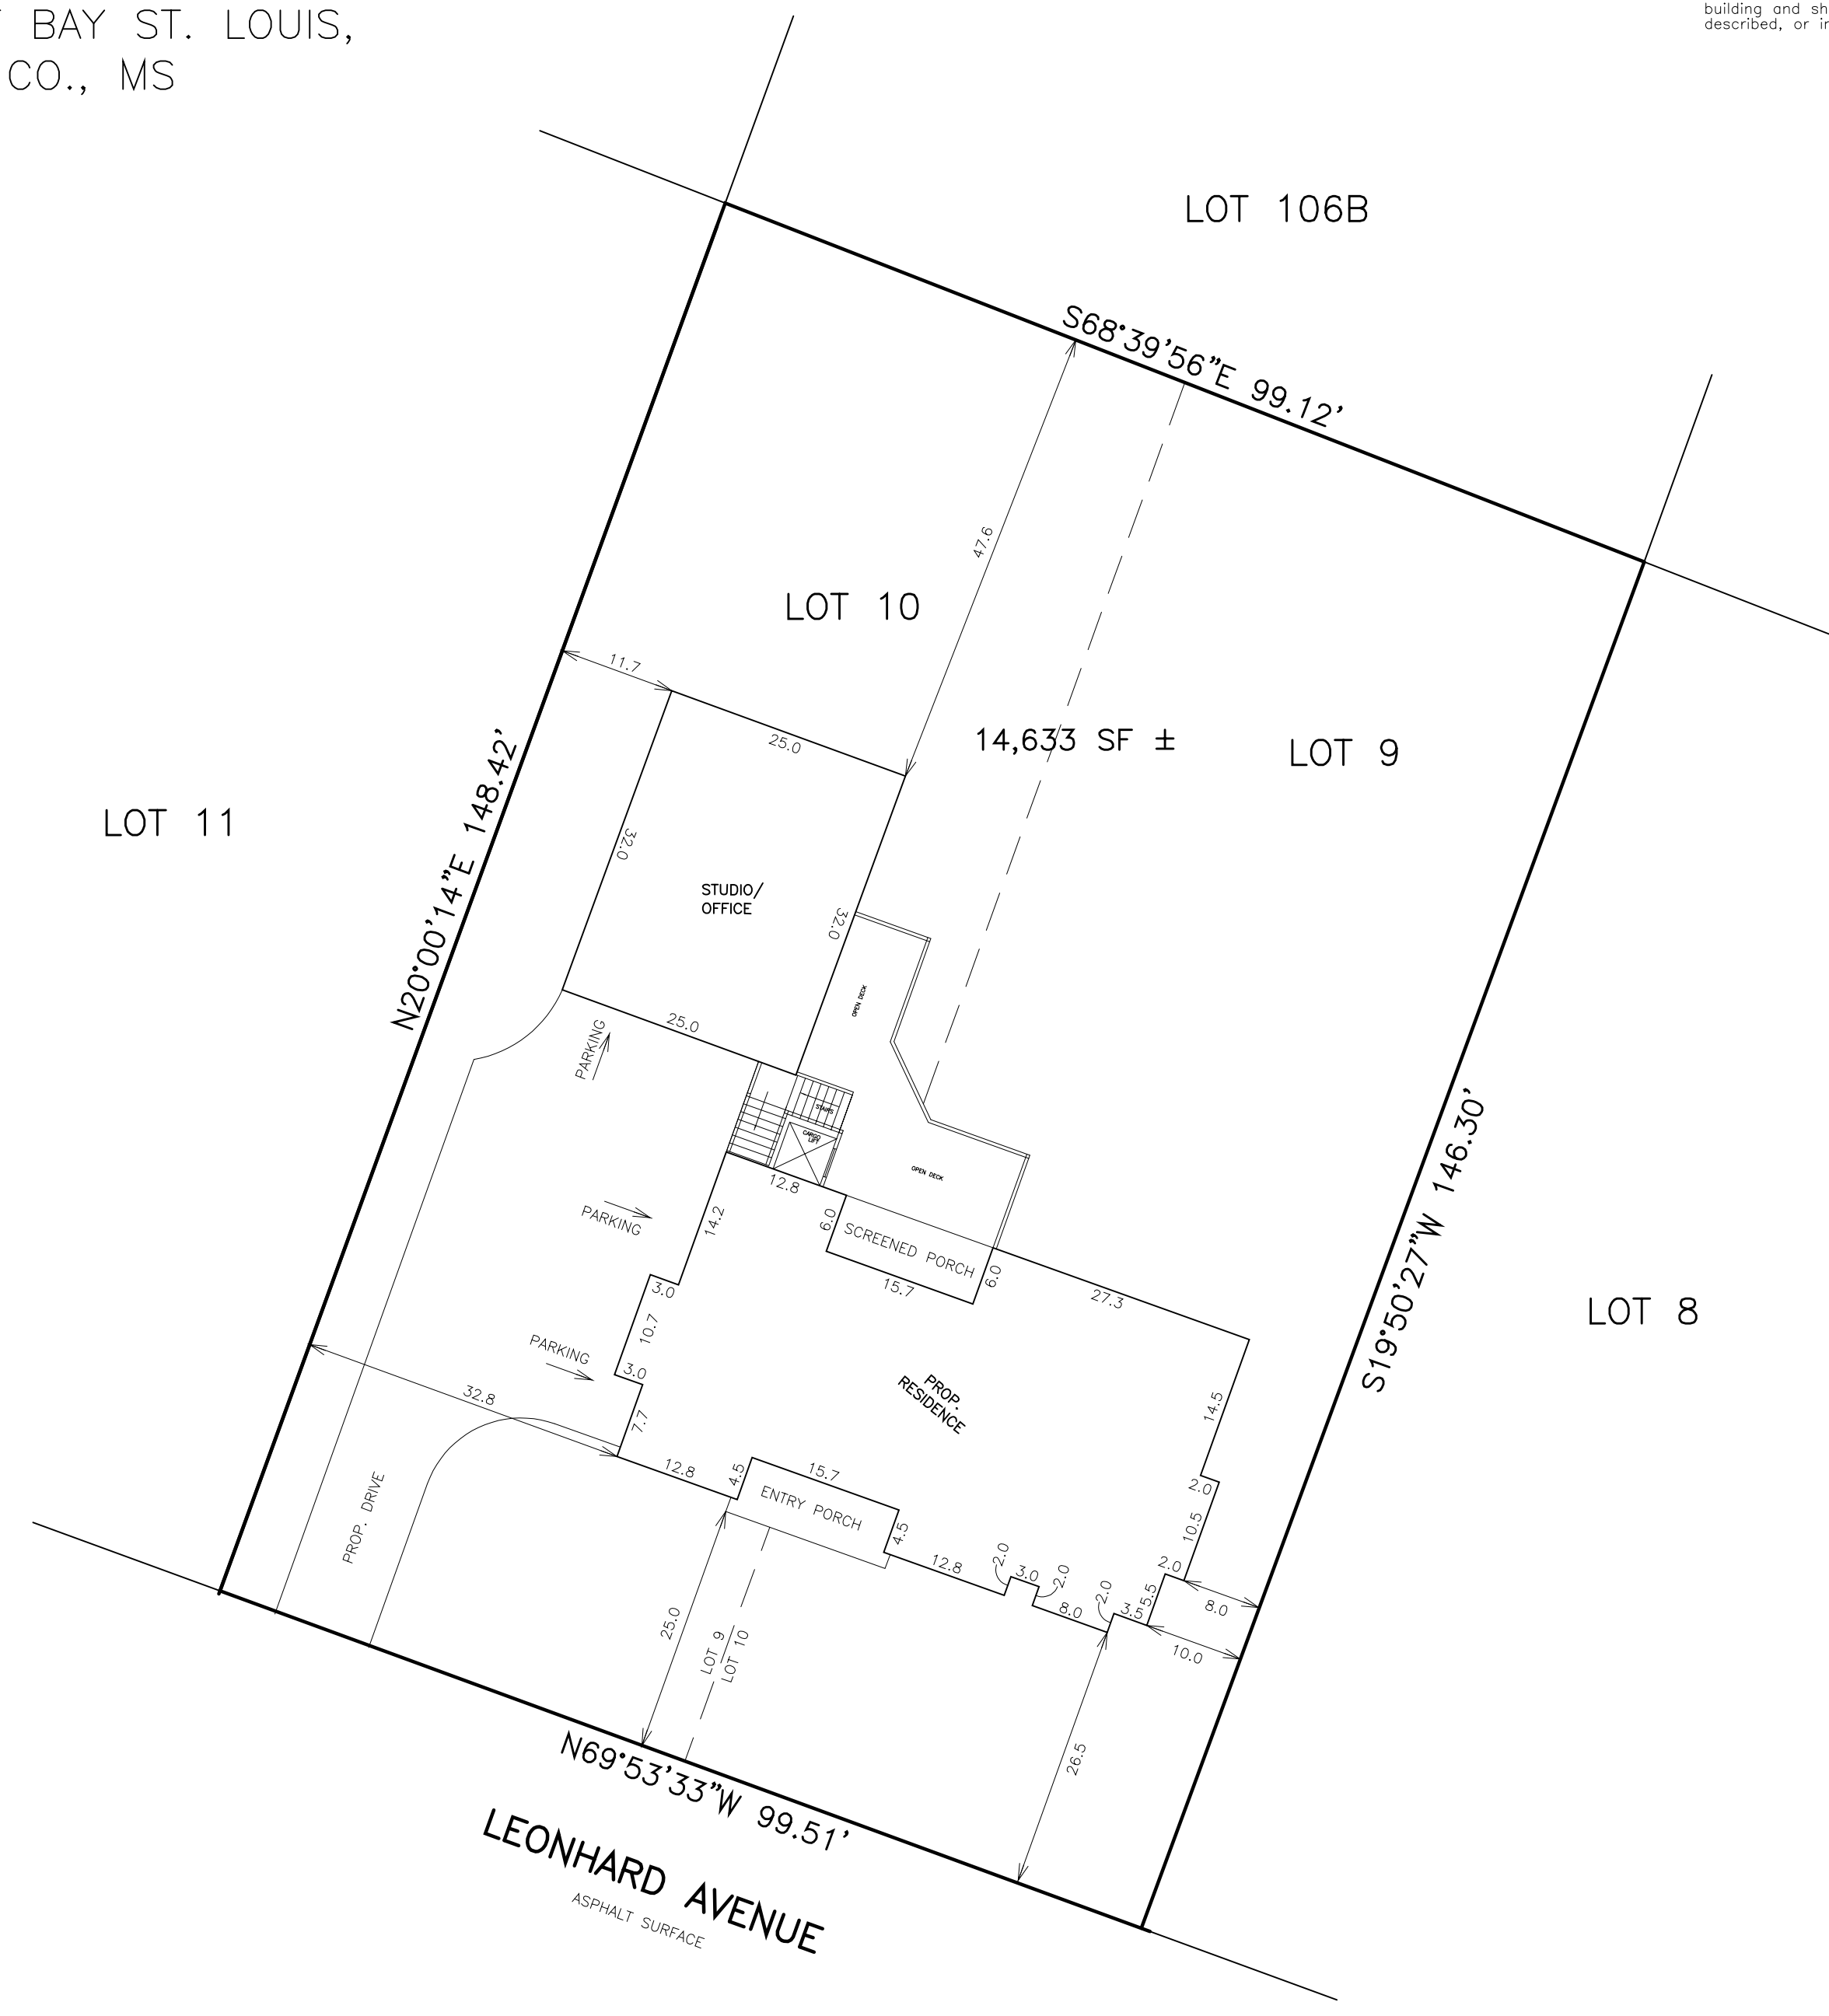 BAY ST. LOUIS,
CO., MS
building and sh
described, or ir
LOT 106B
S68°39'56"E 99.12'
47.6
LOT 10
11.7
25.0
14,633 SF ±
LOT 9
N20°00'14"E 148.42'
LOT 11
32.0
STUDIO/
OFFICE
32.0
OPEN DECK
25.0
PARKING
STAIRS
CARGO
LIFT
OPEN DECK
12.8
S19°50'27"W 146.30'
PARKING
14.2
6.0
SCREENED PORCH
6.0
15.7
3.0
27.3
LOT 8
10.7
PARKING
3.0
32.8
PROP.
RESIDENCE
14.5
7.7
12.8
4.5
15.7
ENTRY PORCH
2.0
PROP. DRIVE
4.5
10.5
12.8
2.0
3.0
2.0
2.0
2.0
8.0
3.5
5.5
8.0
25.0
LOT 9
LOT 10
10.0
26.5
N69°53'33"W 99.51'
LEONHARD AVENUE
ASPHALT SURFACE